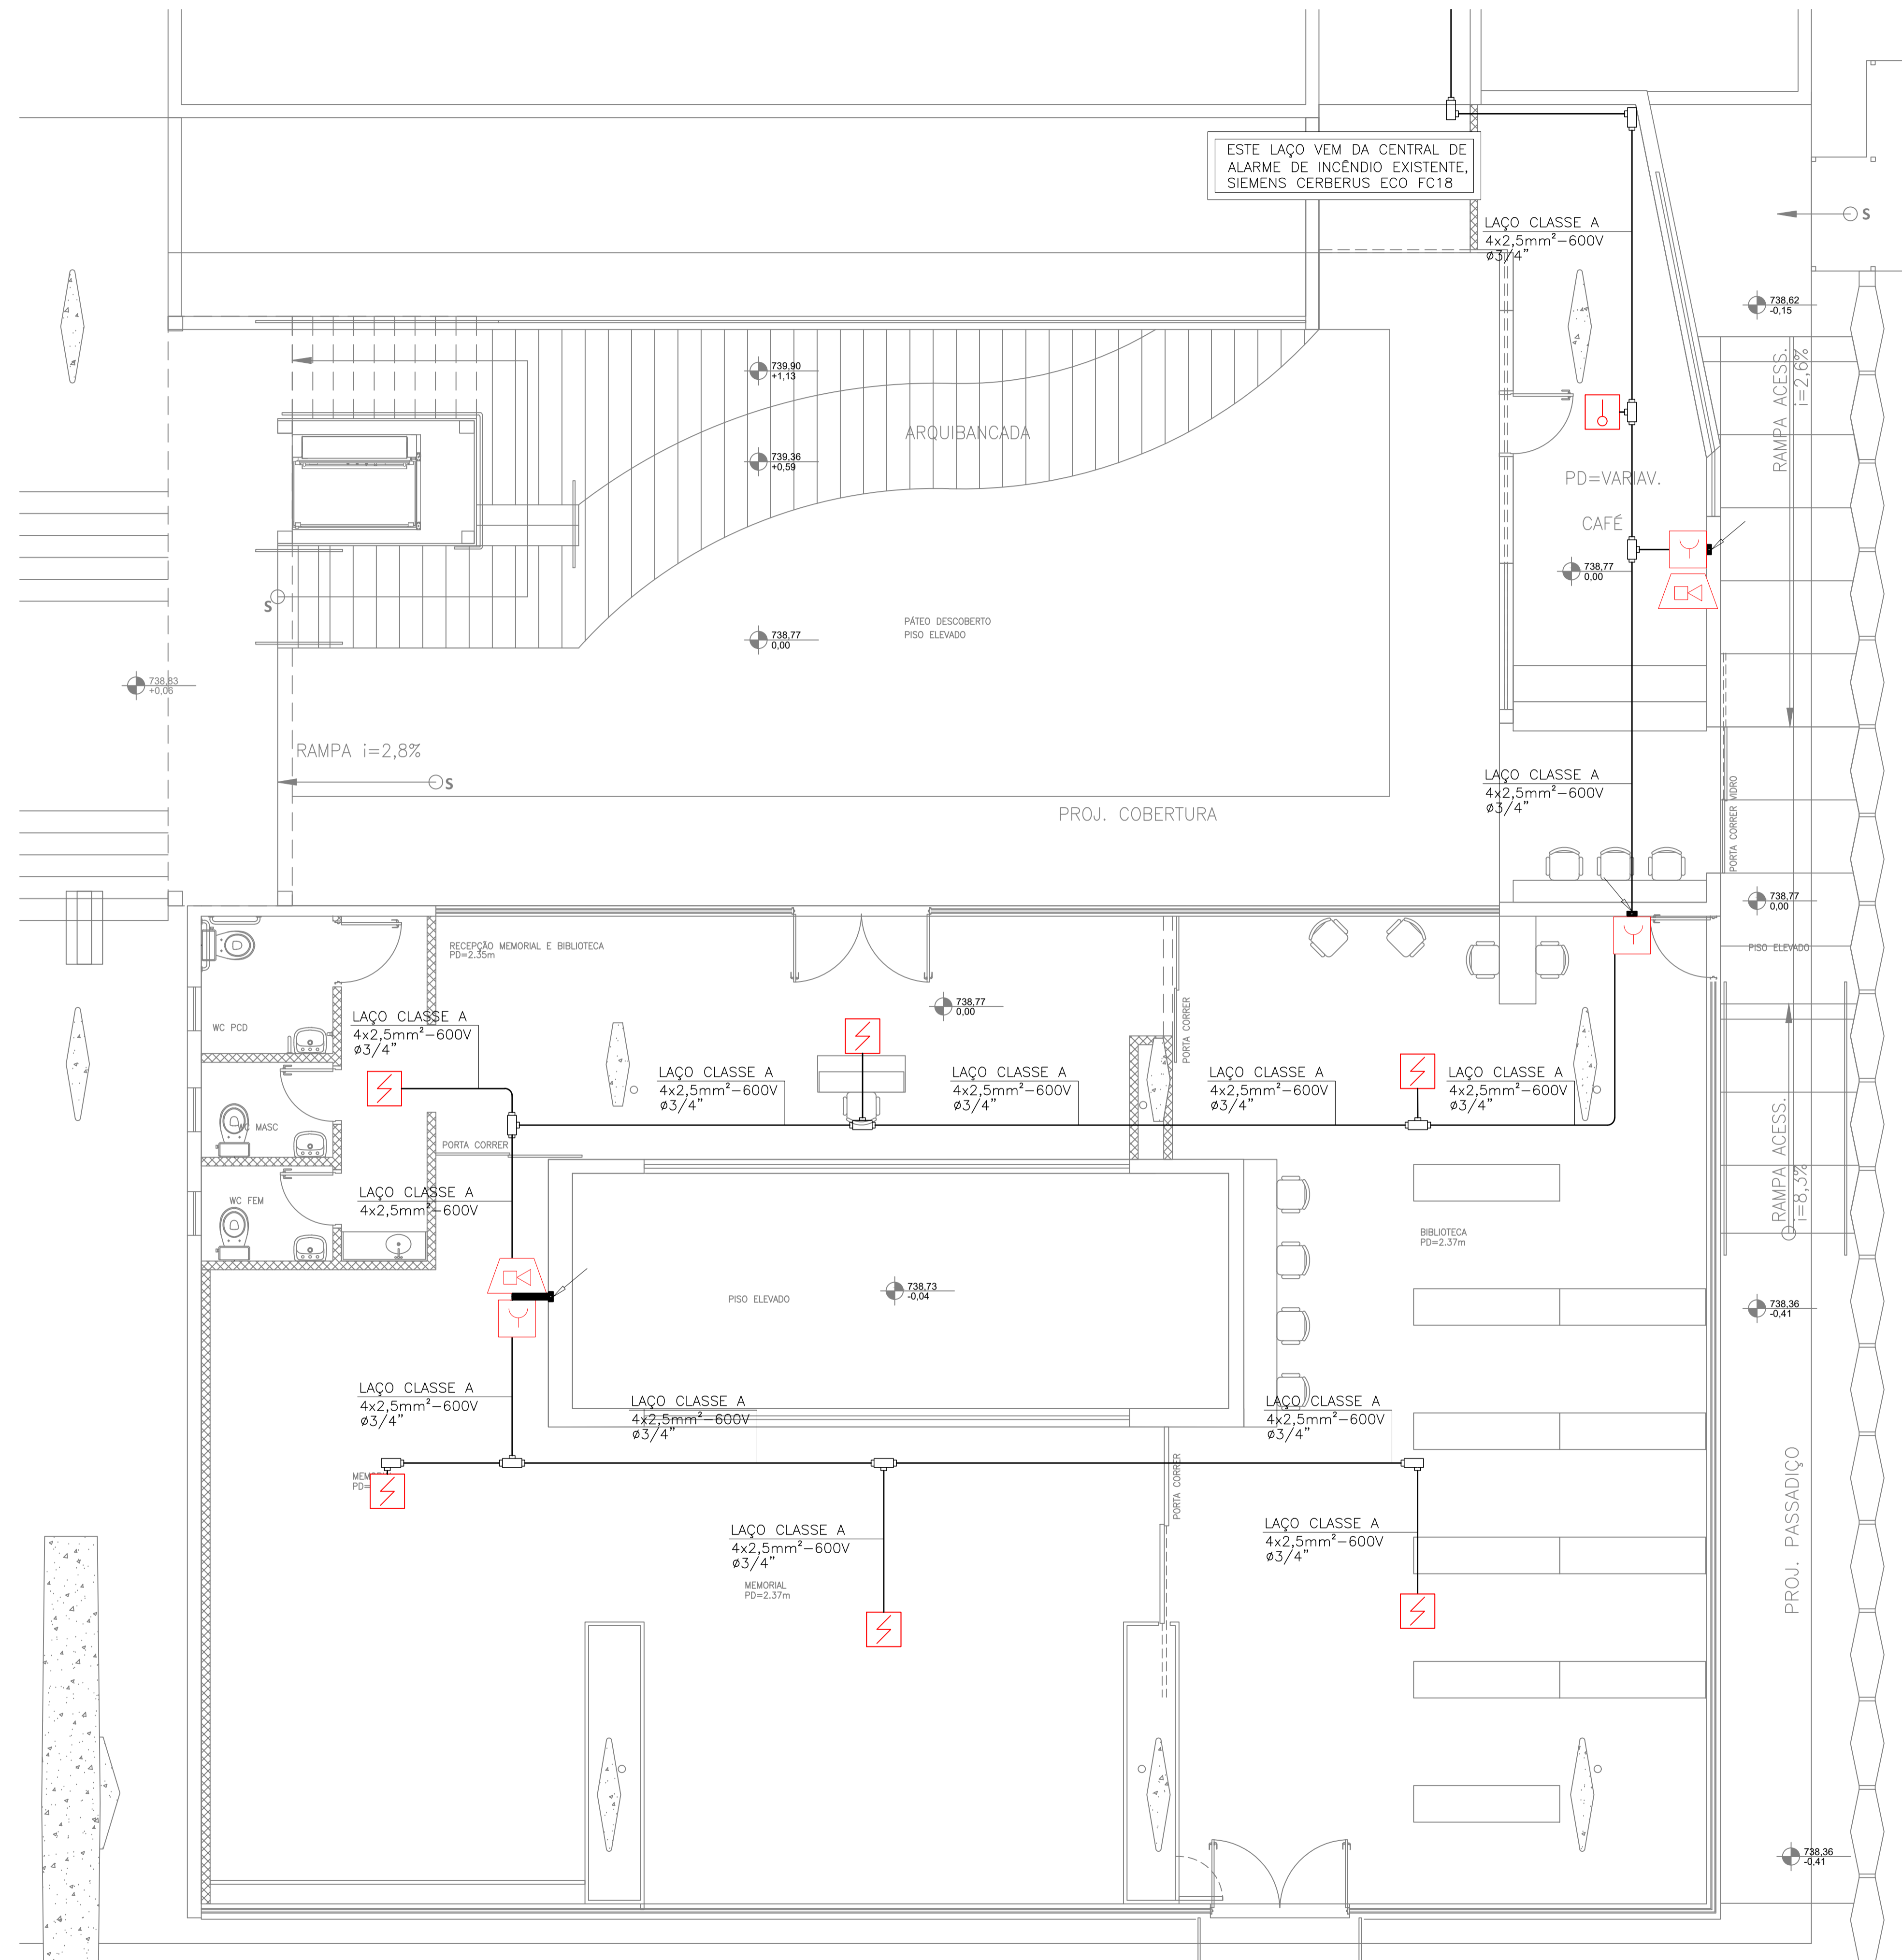 ESTE LAÇO VEM DA CENTRAL DE
ALARME DE INCÊNDIO EXISTENTE,
SIEMENS CERBERUS ECO FC18
LAÇO CLASSE A
4x2,5mm²-600V
ø3/4"
S
738,62
-0,15
RAMPA ACESS.
i=2,6%
739,90
+1,13
ARQUIBANCADA
739,36
+0,59
PD=VARIAV.
CAFÉ
738,77
0,00
S
PÁTEO DESCOBERTO
PISO ELEVADO
738,77
0,00
738,83
+0,06
RAMPA i=2,8%
S
LAÇO CLASSE A
4x2,5mm²-600V
ø3/4"
PROJ. COBERTURA
PORTA CORRER VIDRO
738,77
0,00
PISO ELEVADO
RECEPÇÃO MEMORIAL E BIBLIOTECA
PD=2.35m
738,77
0,00
WC PCD
LAÇO CLASSE A
4x2,5mm²-600V
ø3/4"
PORTA CORRER
LAÇO CLASSE A
4x2,5mm²-600V
ø3/4"
LAÇO CLASSE A
4x2,5mm²-600V
ø3/4"
LAÇO CLASSE A
4x2,5mm²-600V
ø3/4"
LAÇO CLASSE A
4x2,5mm²-600V
ø3/4"
WC MASC
PORTA CORRER
RAMPA ACESS.
i=8,3%
WC FEM
LAÇO CLASSE A
4x2,5mm²-600V
BIBLIOTECA
PD=2.37m
PISO ELEVADO
738,73
-0,04
738,36
-0,41
LAÇO CLASSE A
4x2,5mm²-600V
ø3/4"
LAÇO CLASSE A
4x2,5mm²-600V
ø3/4"
LAÇO CLASSE A
4x2,5mm²-600V
ø3/4"
PORTA CORRER
PD=
PROJ. PASSADIÇO
LAÇO CLASSE A
4x2,5mm²-600V
ø3/4"
LAÇO CLASSE A
4x2,5mm²-600V
ø3/4"
MEMORIAL
PD=2.37m
738,36
-0,41